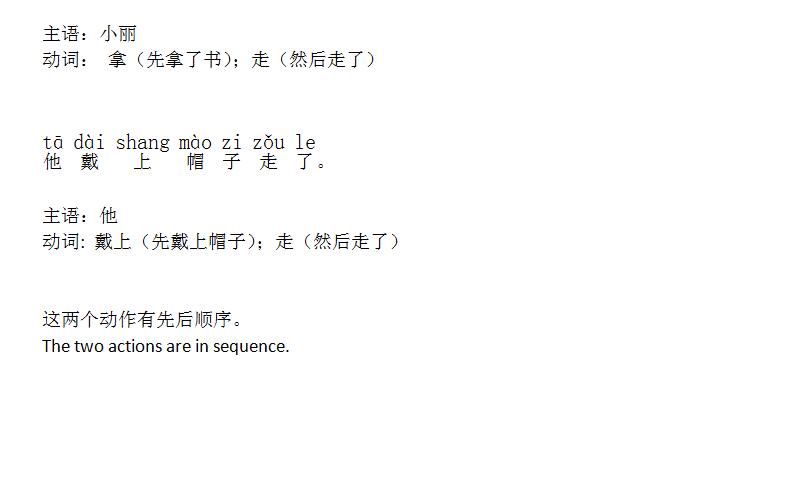 主语：小丽
动词： 拿（先拿了书）；走（然后走了）
tā dài shang mào zi zǒu le
他 戴 上 帽 子 走 了。
主语：他
动词: 戴上（先戴上帽子）；走（然后走了）
这两个动作有先后顺序。
The two actions are in sequence.